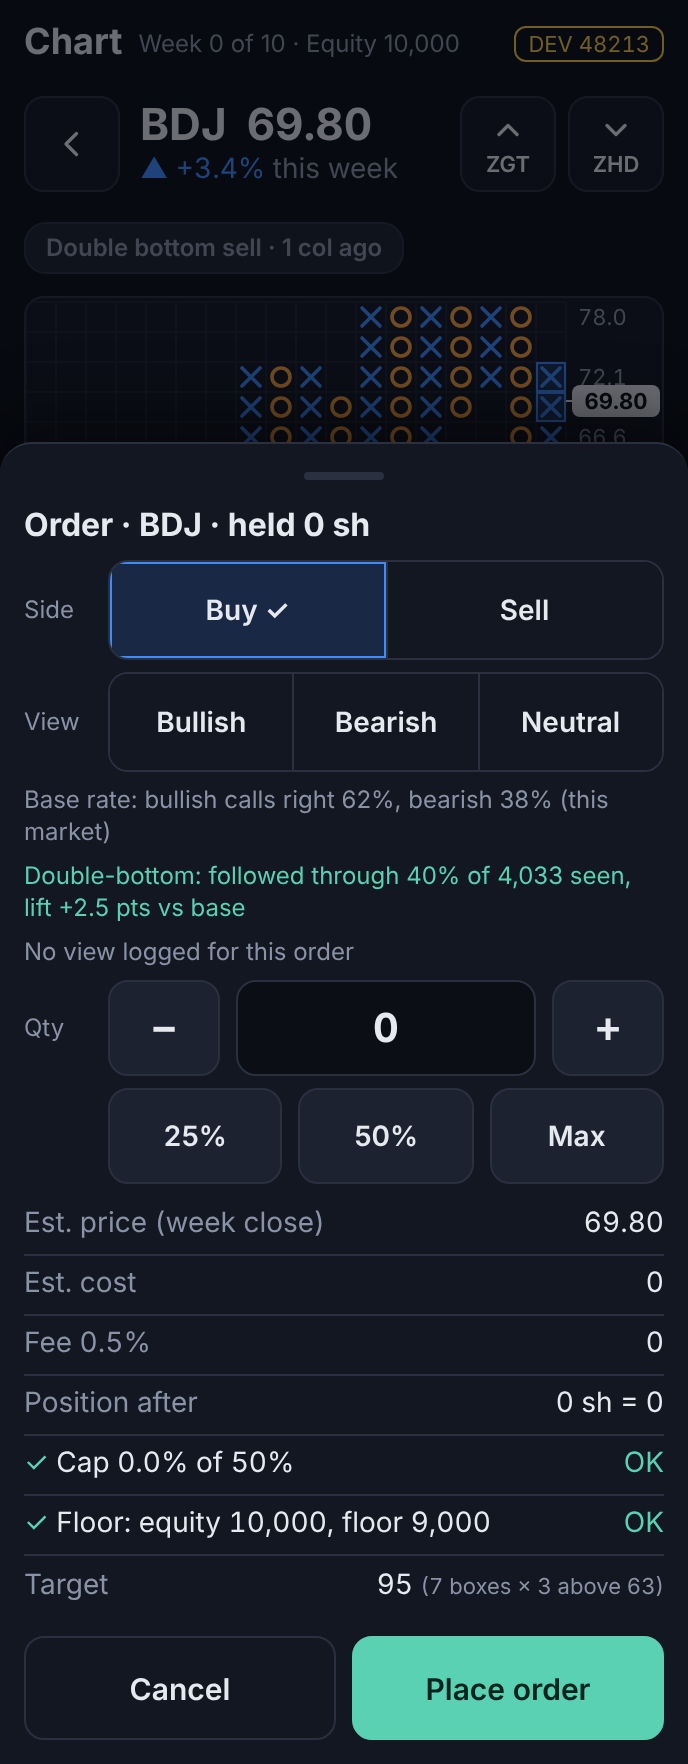 Chart Week 0 of 10 · Equity 10,000 DEV 48213
BDJ 69.80
▲ +3.4% this week
ZGT
ZHD
Double bottom sell · 1 col ago
78.0
72.1
69.80
66.6
Order · BDJ · held 0 sh
Side Buy ✓ Sell
View Bullish Bearish Neutral
Base rate: bullish calls right 62%, bearish 38% (this
market)
Double-bottom: followed through 40% of 4,033 seen,
lift +2.5 pts vs base
No view logged for this order
Qty − 0 +
25% 50% Max
Est. price (week close) 69.80
Est. cost 0
Fee 0.5% 0
Position after 0 sh = 0
✓ Cap 0.0% of 50% OK
✓ Floor: equity 10,000, floor 9,000 OK
Target 95 (7 boxes × 3 above 63)
Cancel Place order